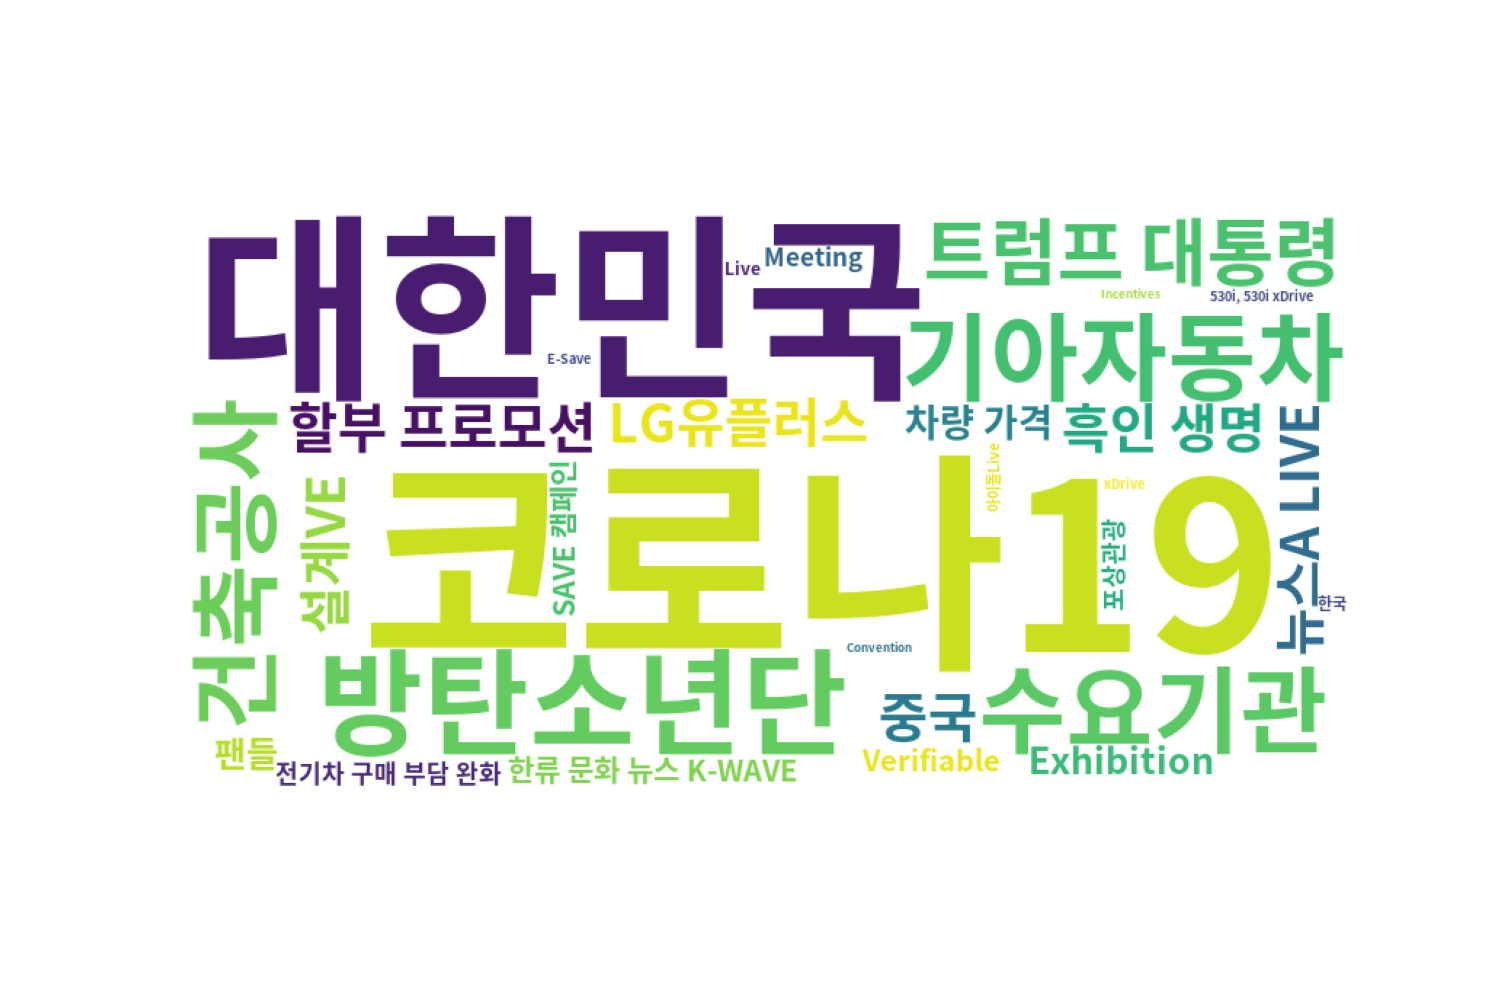 대한민국
Live
Meeting
트럼프 대통령
Incentives
530i, 530i xDrive
E-Save
기아자동차
할부 프로모션
LG유플러스
차량 가격
흑인 생명
건축공사
설계VE
코로나19
SAVE 캠페인
아이돌Live
xDrive
포상관광
뉴스A LIVE
한국
Convention
방탄소년단
중국
수요기관
팬들
전기차 구매 부담 완화
한류 문화 뉴스 K-WAVE
Verifiable
Exhibition